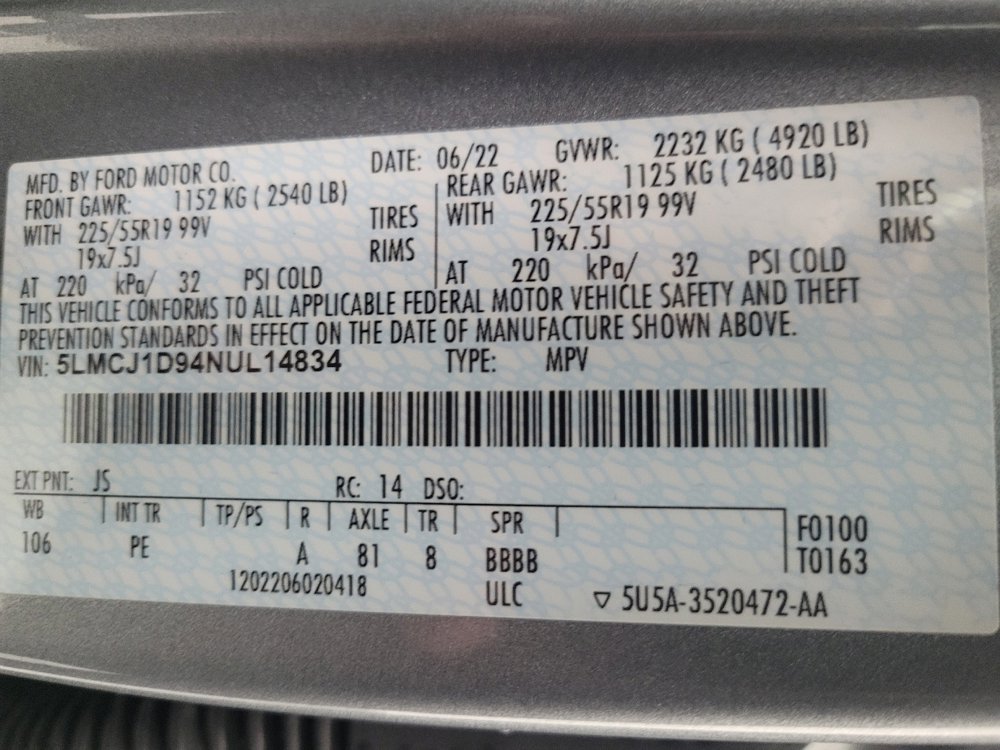 MFD. BY FORD MOTOR CO. DATE: 06/22 GVWR: 2232 KG ( 4920 LB)
FRONT GAWR: 1152 KG ( 2540 LB) REAR GAWR: 1125 KG ( 2480 LB)
WITH 225/55R19 99V TIRES WITH 225/55R19 99V TIRES
19x7.5J RIMS 19x7.5J RIMS
AT 220 kPa/ 32 PSI COLD AT 220 kPa/ 32 PSI COLD
THIS VEHICLE CONFORMS TO ALL APPLICABLE FEDERAL MOTOR VEHICLE SAFETY AND THEFT
PREVENTION STANDARDS IN EFFECT ON THE DATE OF MANUFACTURE SHOWN ABOVE.
VIN: 5LMCJ1D94NUL14834 TYPE: MPV
EXT PNT: JS RC: 14 DSO:
WB INT TR TP/PS R AXLE TR SPR F0100
106 PE A 81 8 BBBB T0163
1202206020418 ULC ▽ 5U5A-3520472-AA